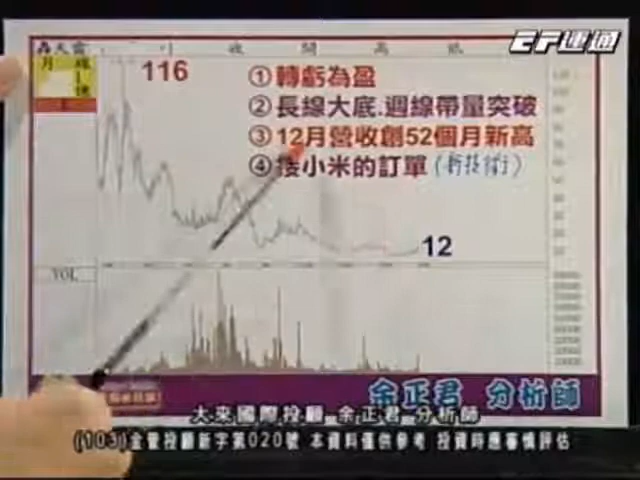 EF運通
月 線
116
①轉虧為盈
②長線大底.週線帶量突破
③12月營收創52個月新高
④接小米的訂單(新技術)
12
VOL
余正君 分析師
大來國際投顧 余正君 分析師
(103)金管投顧新字第020號 本資料僅供參考 投資時應審慎評估